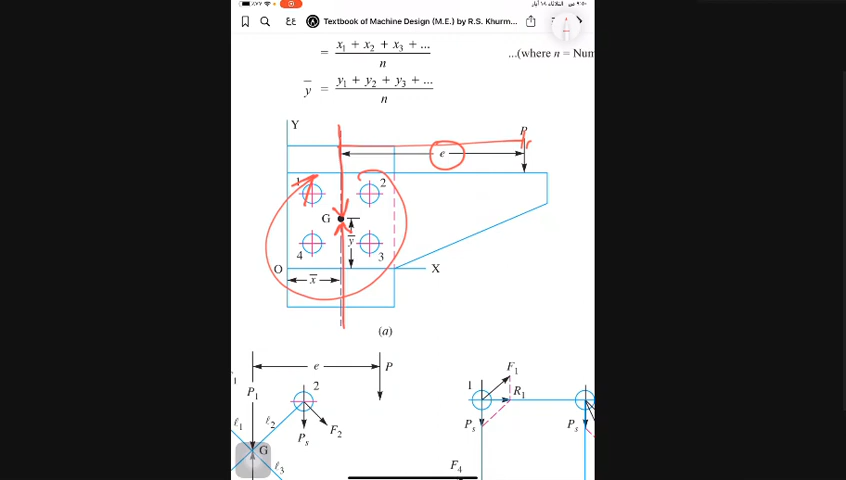 Textbook of Machine Design (M.E.) by R.S. Khurm...
= x₁ + x₂ + x₃ + ... / n
...(where n = Num
y̅ = y₁ + y₂ + y₃ + ... / n
Y
P
e
1
2
G
y̅
4
3
O
X
x̅
(a)
e
P
F₁
1
R₁
P₁
2
ℓ₁
ℓ₂
Pₛ
F₂
Pₛ
Pₛ
G
ℓ₃
F₄